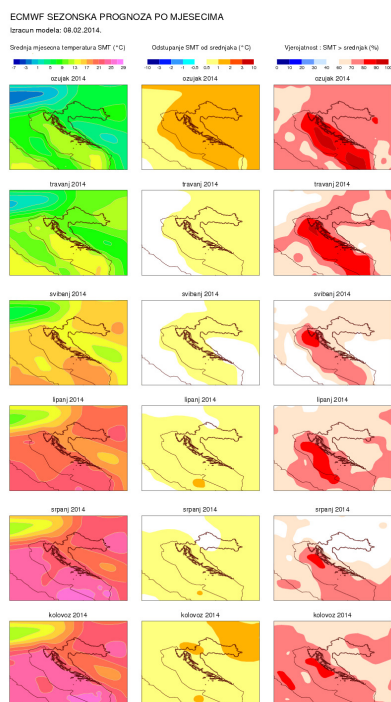 ECMWF SEZONSKA PROGNOZA PO MJESECIMA
Izracun modela: 08.02.2014.
Srednja mjesecna temperatura SMT (°C)
Odstupanje SMT od srednjaka (°C)
Vjerojatnost : SMT > srednjak (%)
-7 -3 1 5 9 13 17 21 25 29
-10 -5 -2 -1 -0.5 0.5 1 2 5 10
0 10 20 30 40 60 70 80 90 100
ozujak 2014 ozujak 2014 ozujak 2014
travanj 2014 travanj 2014 travanj 2014
svibanj 2014 svibanj 2014 svibanj 2014
lipanj 2014 lipanj 2014 lipanj 2014
srpanj 2014 srpanj 2014 srpanj 2014
kolovoz 2014 kolovoz 2014 kolovoz 2014